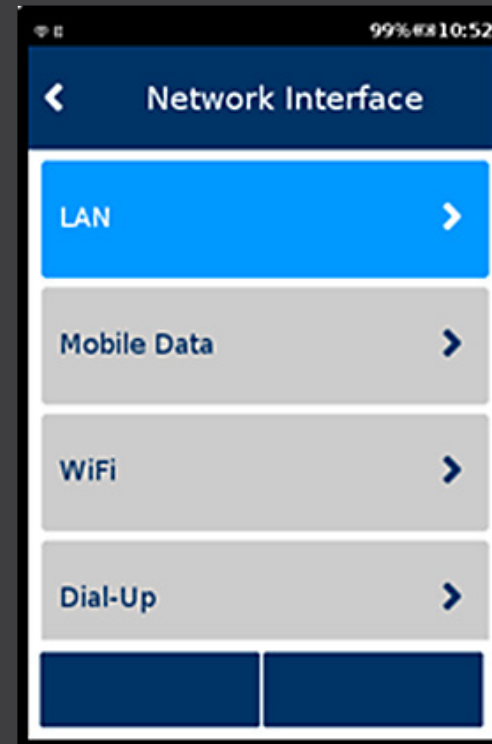 99% 10:52
Network Interface
LAN
Mobile Data
WiFi
Dial-Up